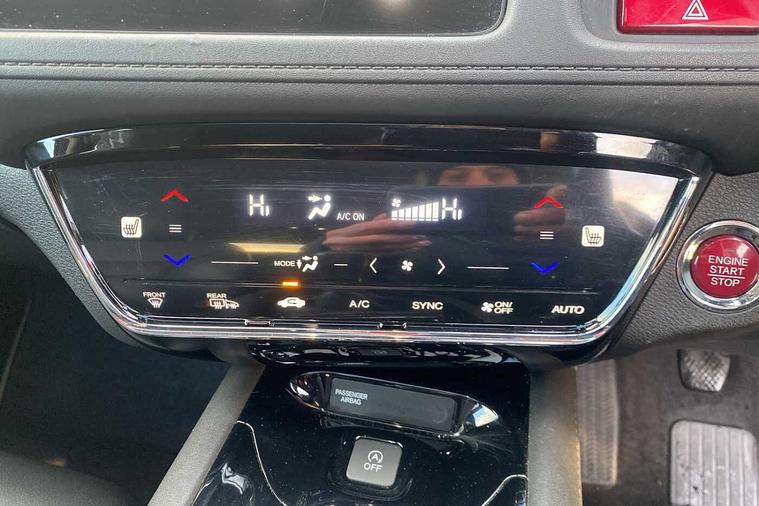 Hi A/C ON Hi
MODE
FRONT REAR A/C SYNC ON/OFF AUTO
ENGINE
START
STOP
PASSENGER
AIRBAG
A
OFF